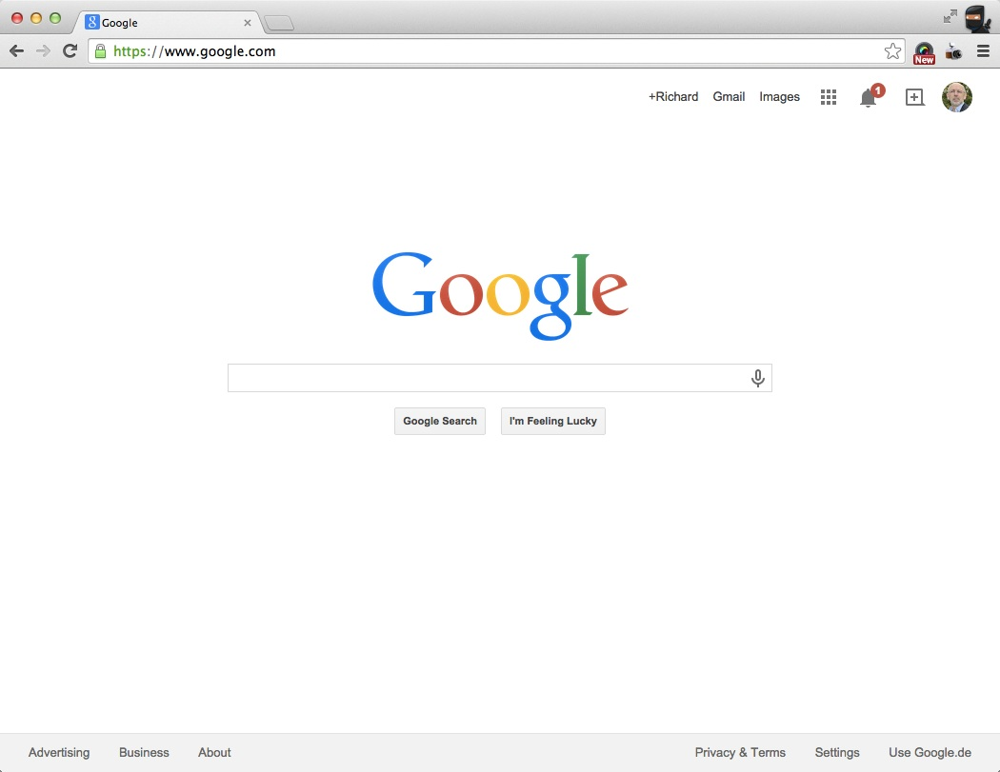 Google
https://www.google.com
New
+Richard Gmail Images 1
Google
Google Search I'm Feeling Lucky
Advertising Business About Privacy & Terms Settings Use Google.de